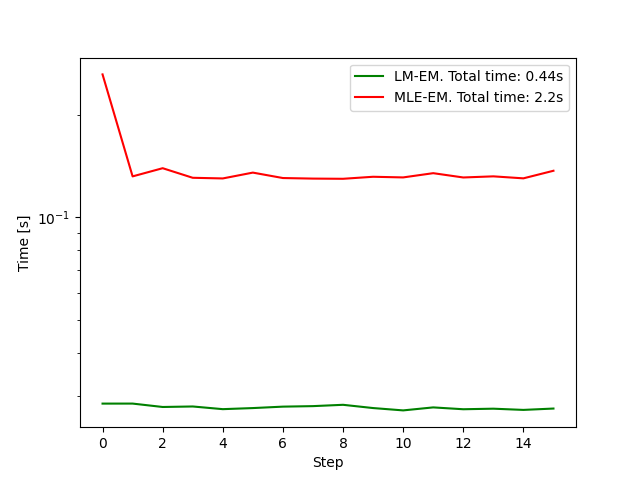 LM-EM. Total time: 0.44s
MLE-EM. Total time: 2.2s
Time [s]
10⁻¹
0 2 4 6 8 10 12 14
Step